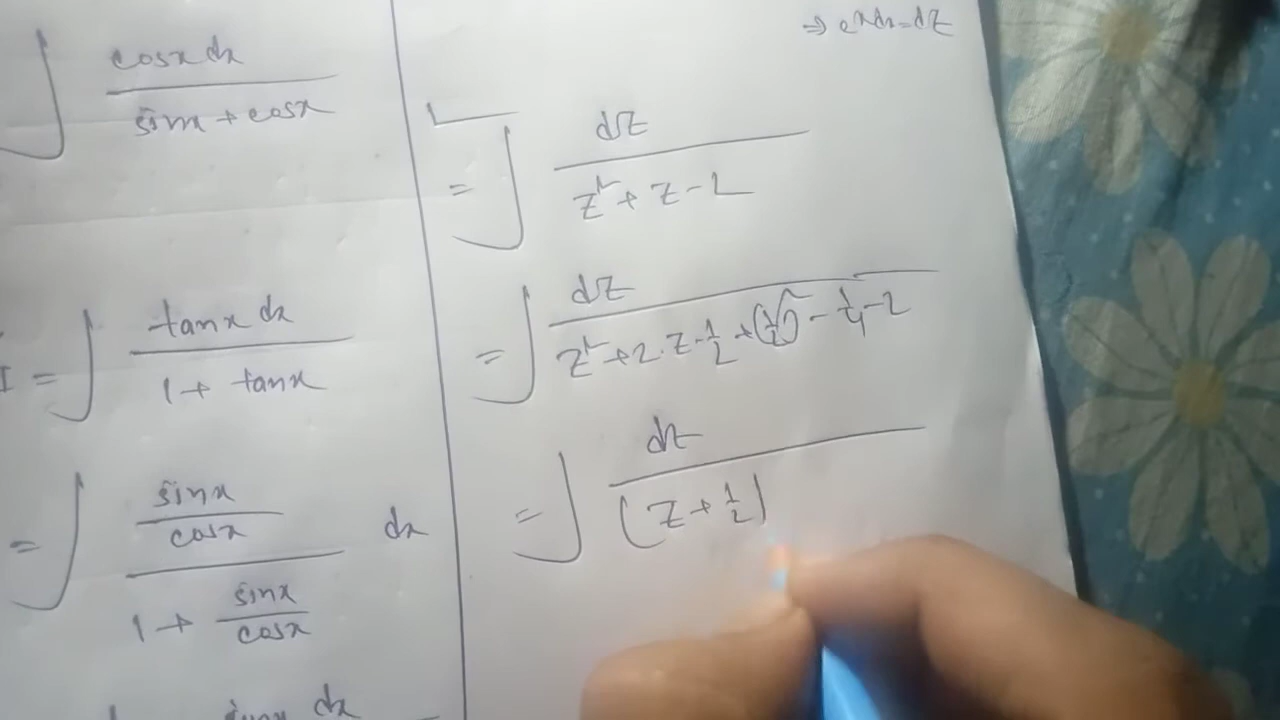 ∫ cosx dx / sinx + cosx
I = ∫ tanx dx / 1 + tanx
= ∫ (sinx / cosx) / (1 + sinx / cosx) dx
dx
⇒ eˣdx = dz
= ∫ dz / z² + z - 2
= ∫ dz / z² + 2.z.1/2 + (1/2)² - 1/4 - 2
= ∫ dz / (z + 1/2)